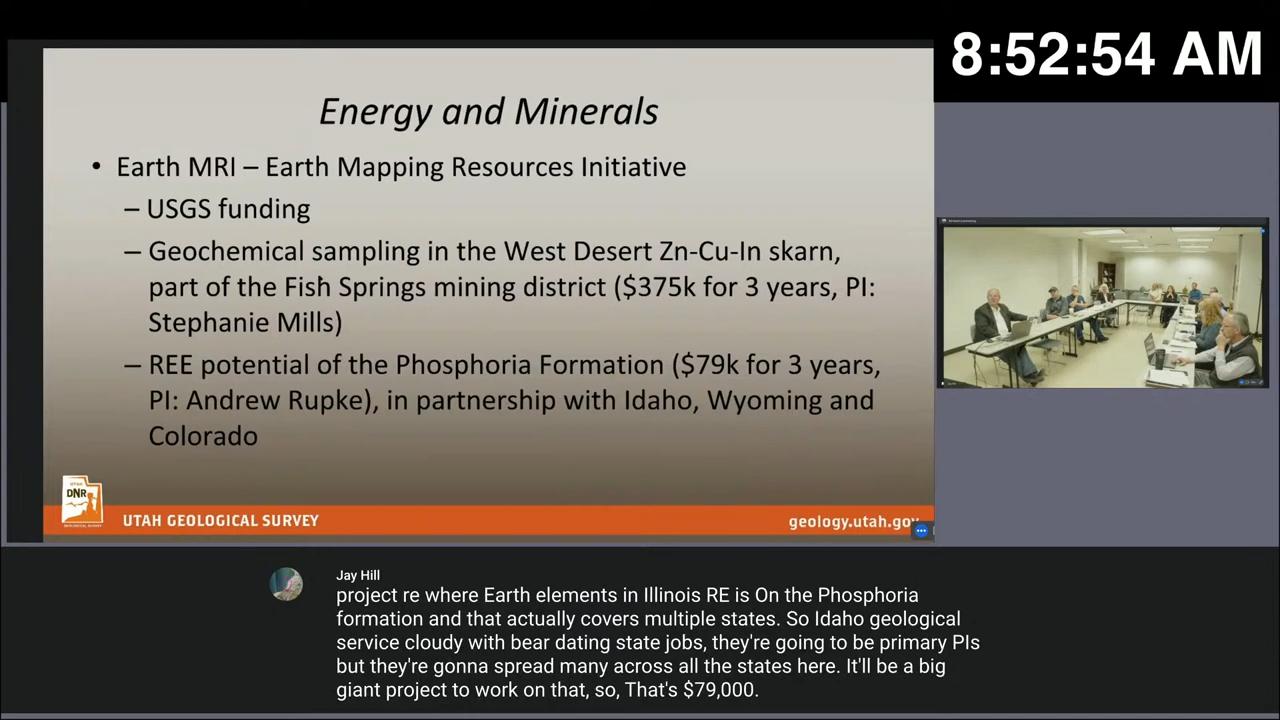 8:52:54 AM
Energy and Minerals
• Earth MRI – Earth Mapping Resources Initiative
– USGS funding
– Geochemical sampling in the West Desert Zn-Cu-In skarn,
part of the Fish Springs mining district ($375k for 3 years, PI:
Stephanie Mills)
– REE potential of the Phosphoria Formation ($79k for 3 years,
PI: Andrew Rupke), in partnership with Idaho, Wyoming and
Colorado
UTAH
DNR
UTAH GEOLOGICAL SURVEY
geology.utah.gov
Jay Hill
project re where Earth elements in Illinois RE is On the Phosphoria
formation and that actually covers multiple states. So Idaho geological
service cloudy with bear dating state jobs, they're going to be primary PIs
but they're gonna spread many across all the states here. It'll be a big
giant project to work on that, so, That's $79,000.